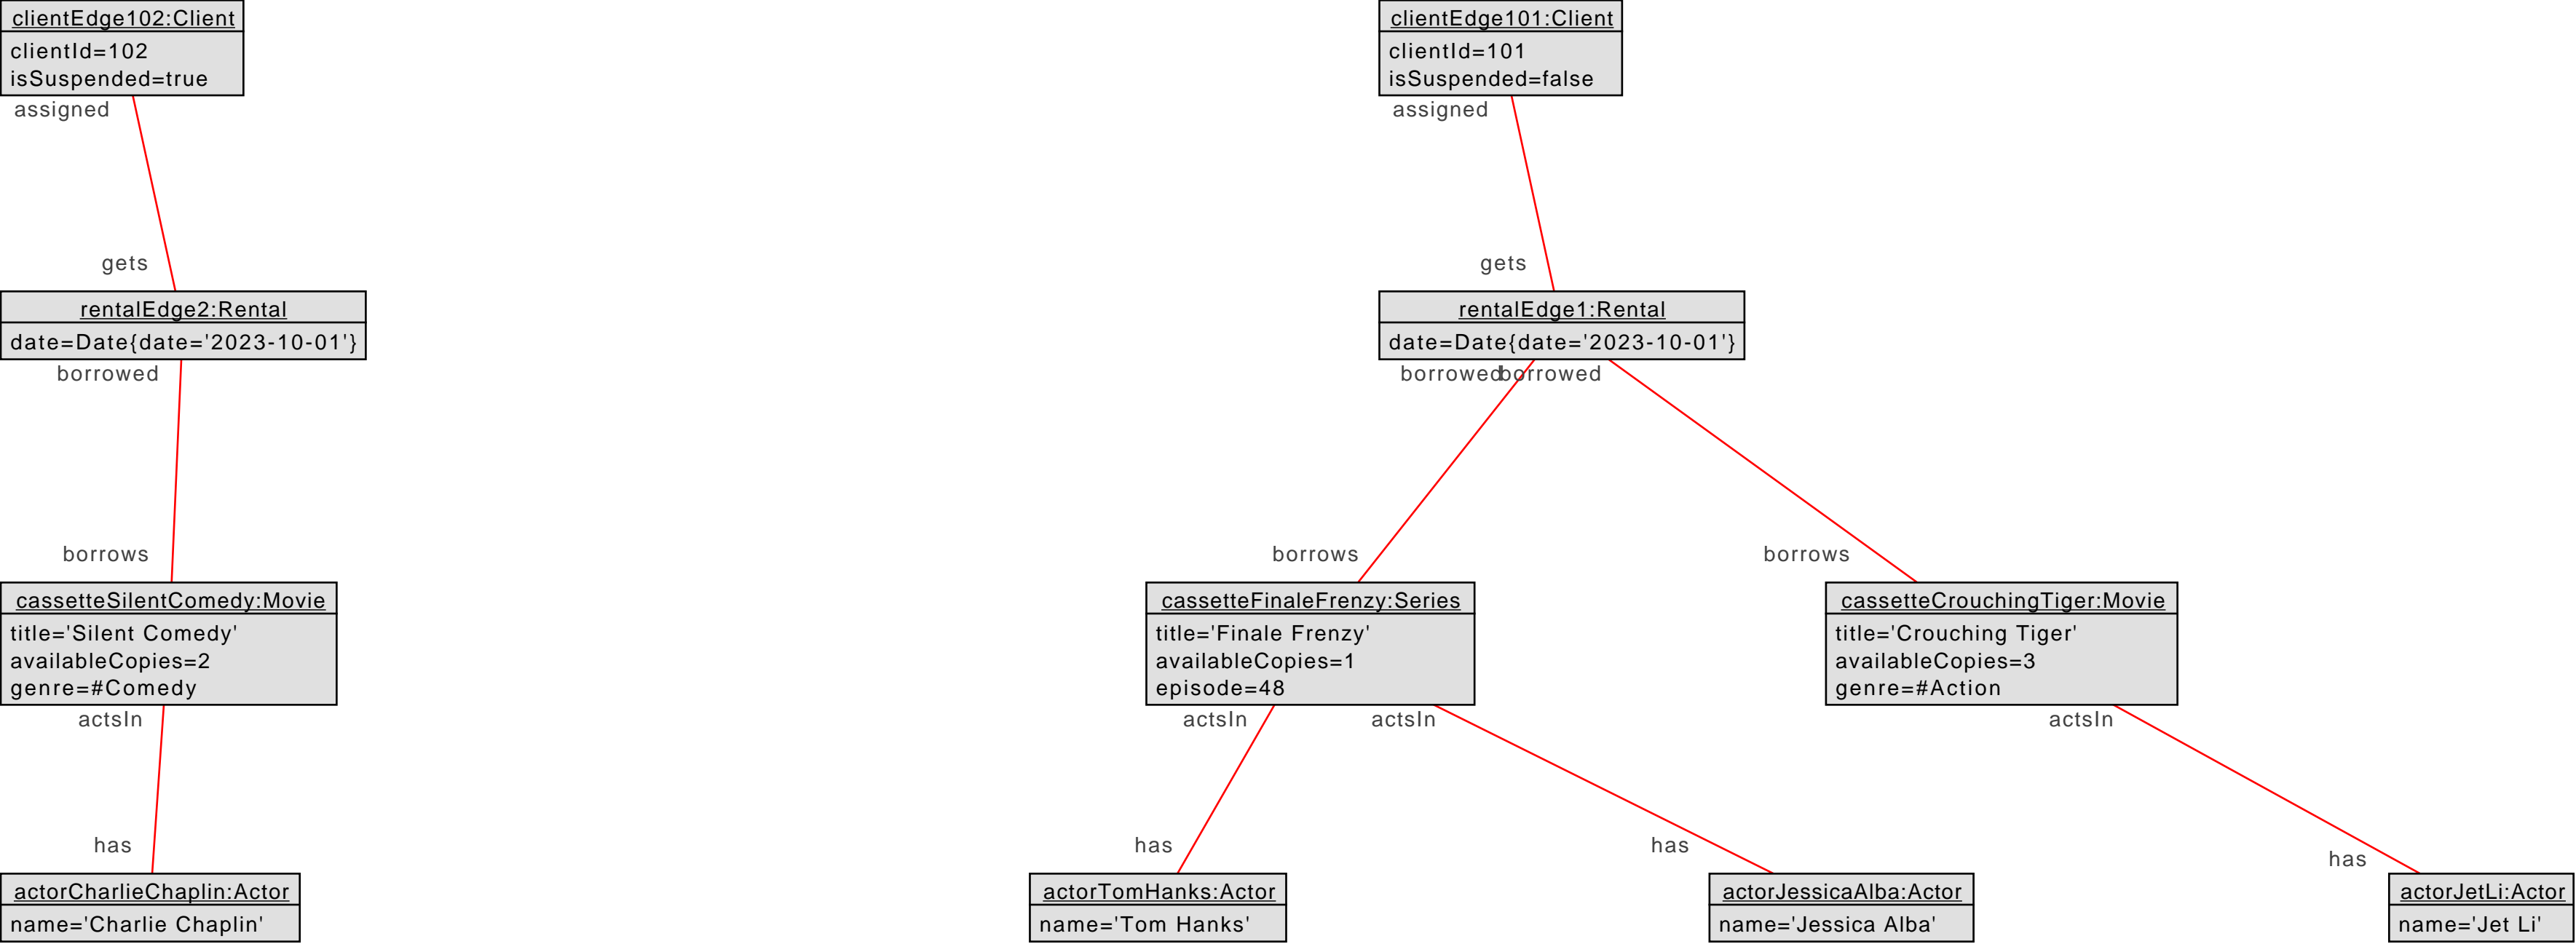 clientEdge102:Client
clientId=102
isSuspended=true
assigned
clientEdge101:Client
clientId=101
isSuspended=false
assigned
gets
gets
rentalEdge2:Rental
date=Date{date='2023-10-01'}
borrowed
rentalEdge1:Rental
date=Date{date='2023-10-01'}
borrowed
borrowed
borrows
borrows
borrows
cassetteSilentComedy:Movie
title='Silent Comedy'
availableCopies=2
genre=#Comedy
actsIn
cassetteFinaleFrenzy:Series
title='Finale Frenzy'
availableCopies=1
episode=48
actsIn
actsIn
cassetteCrouchingTiger:Movie
title='Crouching Tiger'
availableCopies=3
genre=#Action
actsIn
has
has
has
has
actorCharlieChaplin:Actor
name='Charlie Chaplin'
actorTomHanks:Actor
name='Tom Hanks'
actorJessicaAlba:Actor
name='Jessica Alba'
actorJetLi:Actor
name='Jet Li'